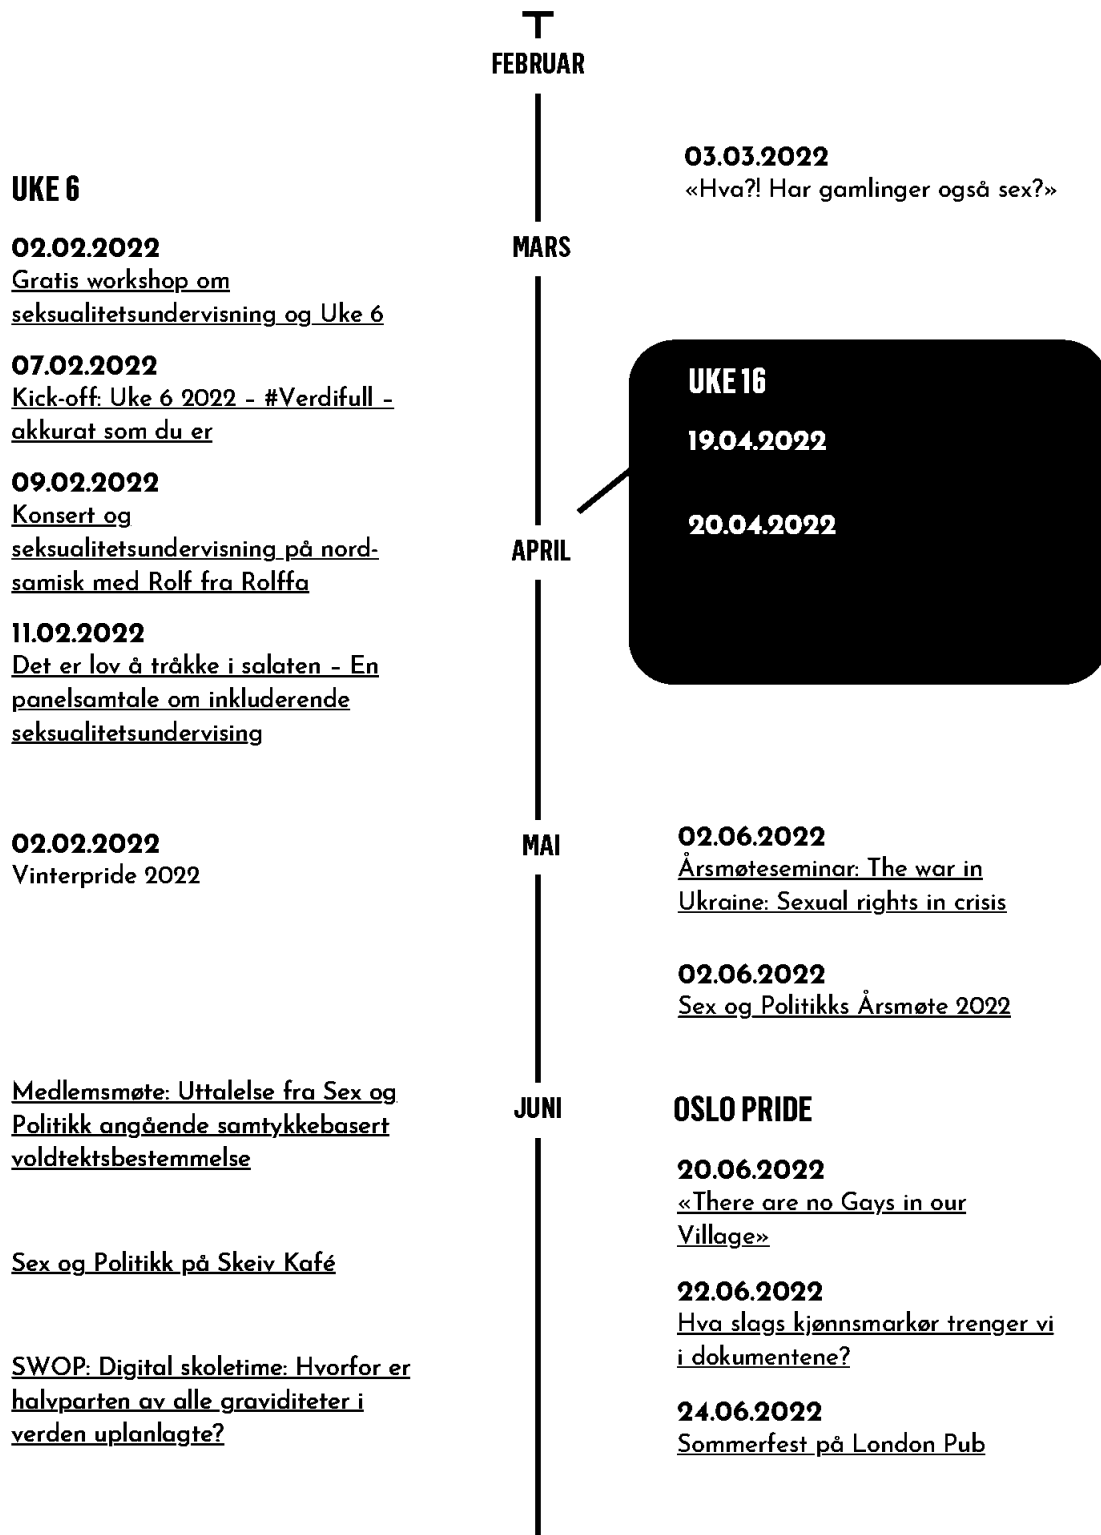 FEBRUAR
UKE 6
02.02.2022
Gratis workshop om
seksualitetsundervisning og Uke 6
07.02.2022
Kick-off: Uke 6 2022 – #Verdifull –
akkurat som du er
09.02.2022
Konsert og
seksualitetsundervisning på nord-
samisk med Rolf fra Rolffa
11.02.2022
Det er lov å tråkke i salaten – En
panelsamtale om inkluderende
seksualitetsundervising
02.02.2022
Vinterpride 2022
03.03.2022
«Hva?! Har gamlinger også sex?»
MARS
UKE 16
19.04.2022
20.04.2022
APRIL
MAI
02.06.2022
Årsmøteseminar: The war in
Ukraine: Sexual rights in crisis
02.06.2022
Sex og Politikks Årsmøte 2022
Medlemsmøte: Uttalelse fra Sex og
Politikk angående samtykkebasert
voldtektsbestemmelse
Sex og Politikk på Skeiv Kafé
SWOP: Digital skoletime: Hvorfor er
halvparten av alle graviditeter i
verden uplanlagte?
JUNI
OSLO PRIDE
20.06.2022
«There are no Gays in our
Village»
22.06.2022
Hva slags kjønnsmarkør trenger vi
i dokumentene?
24.06.2022
Sommerfest på London Pub